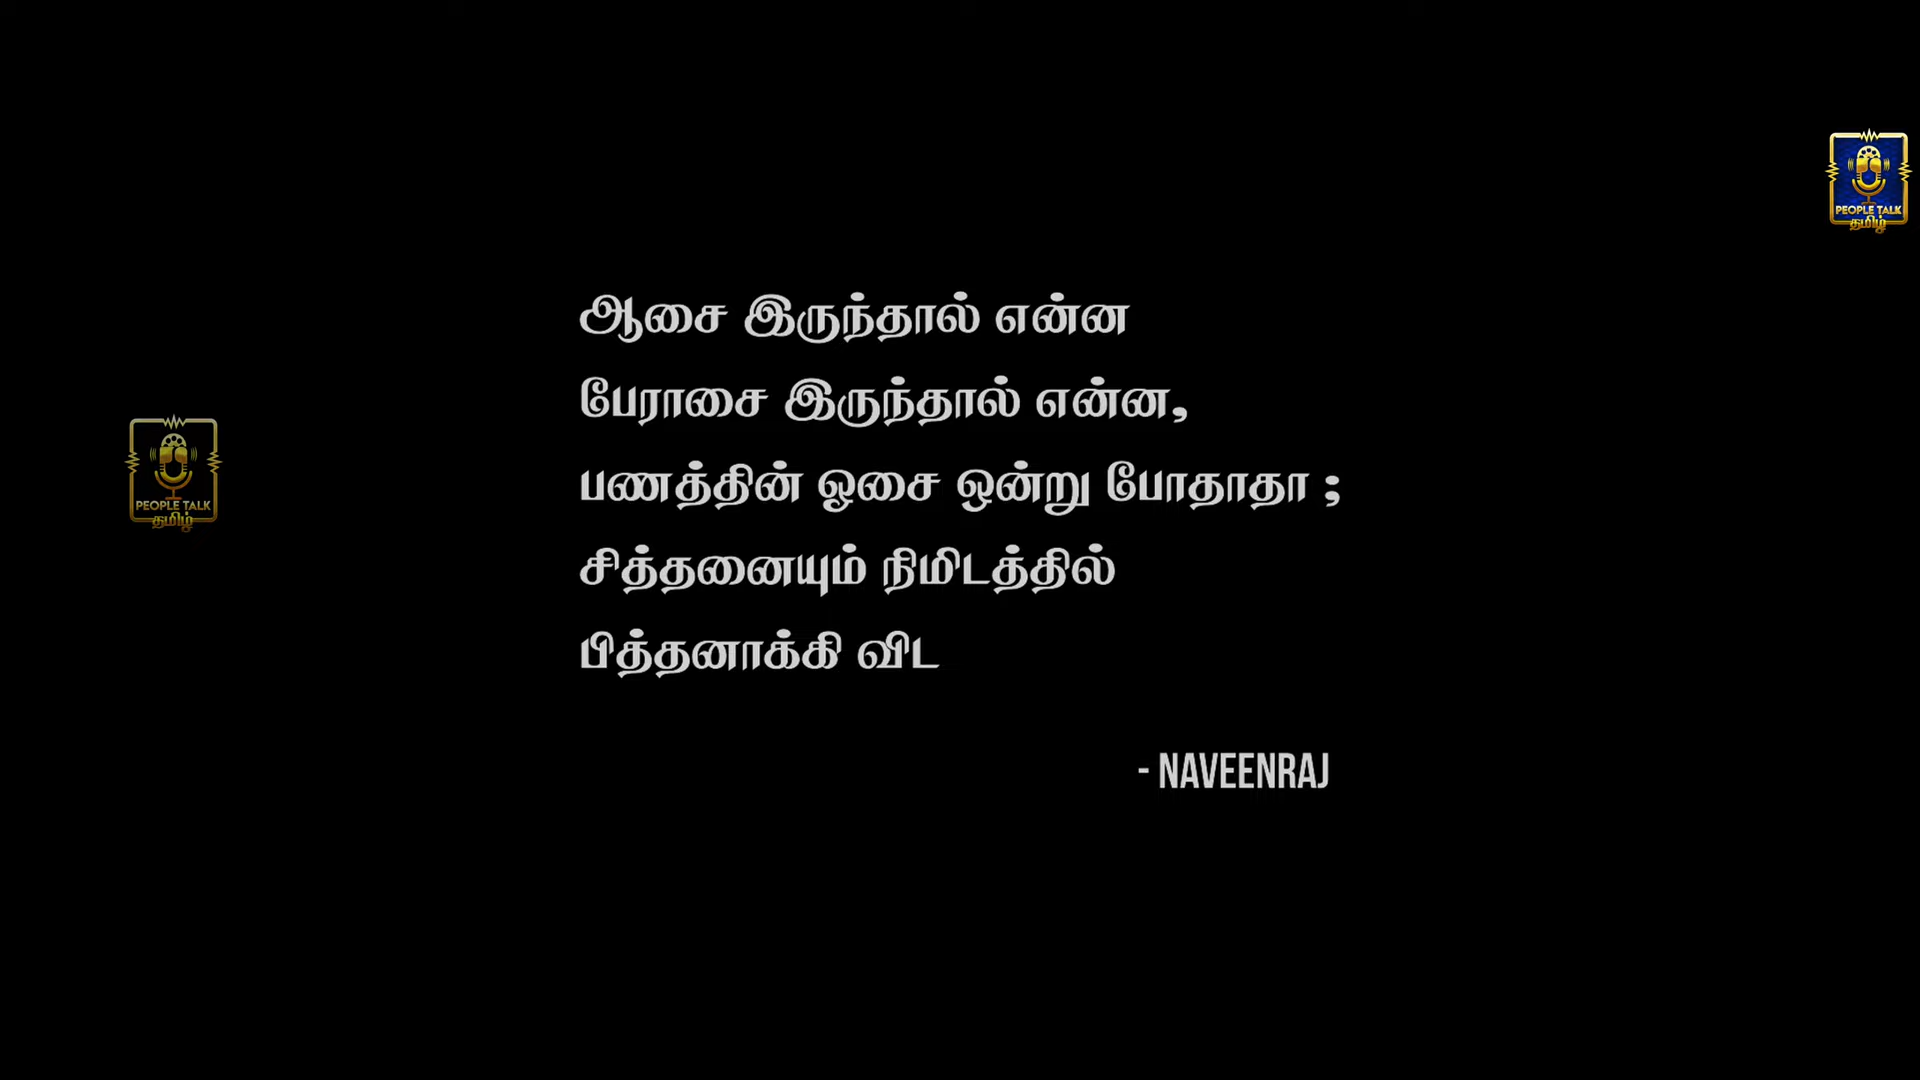 PEOPLE TALK
தமிழ்
ஆசை இருந்தால் என்ன
பேராசை இருந்தால் என்ன,
பணத்தின் ஓசை ஒன்று போதாதா ;
சித்தனையும் நிமிடத்தில்
பித்தனாக்கி விட
- NAVEENRAJ
PEOPLE TALK
தமிழ்